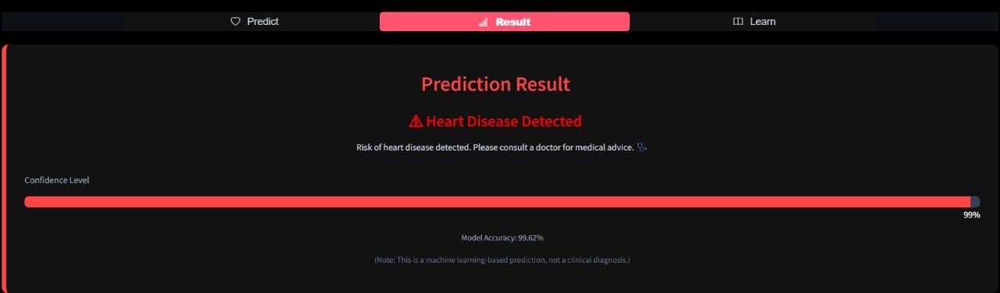 Predict
Result
Learn
Prediction Result
⚠ Heart Disease Detected
Risk of heart disease detected. Please consult a doctor for medical advice. 🩺
Confidence Level
99%
Model Accuracy: 99.62%
(Note: This is a machine learning-based prediction, not a clinical diagnosis.)